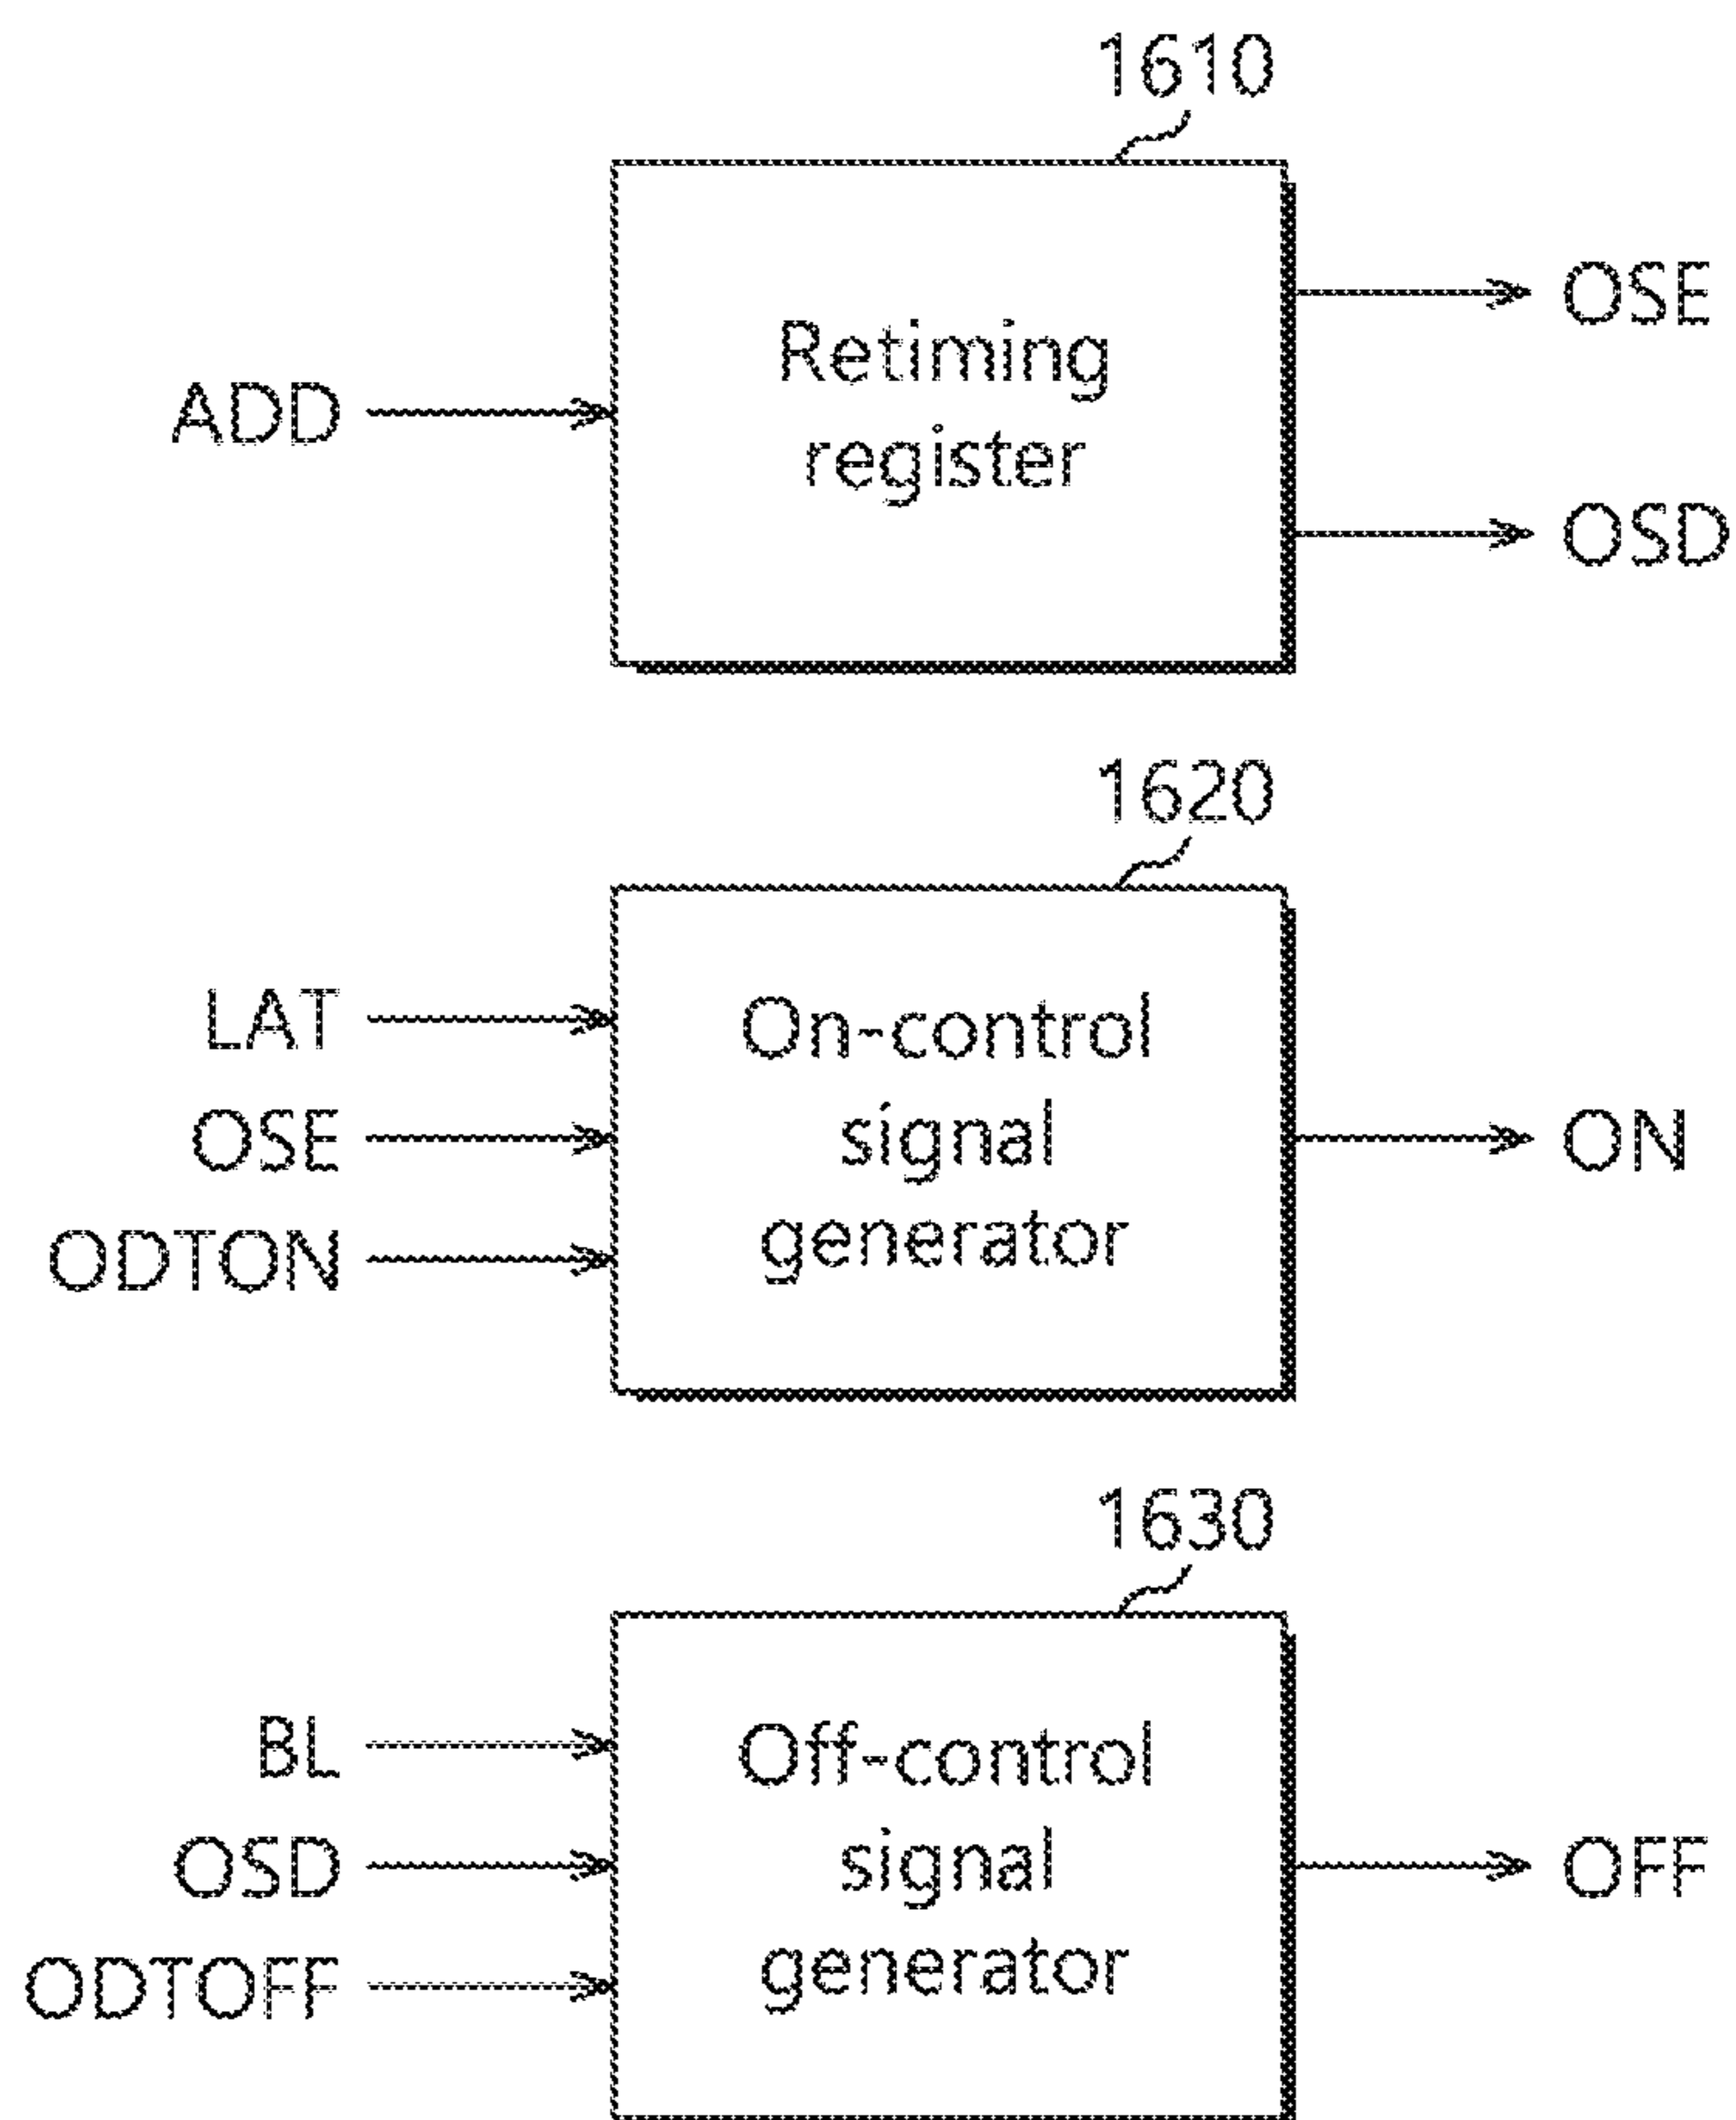 1610
OSE
Retiming
ADD
register
OSD
1620
LAT
On-control
OSE
signal
ON
ODTON
generator
1630
BL
Off-control
OSD
signal
OFF
ODTOFF
generator